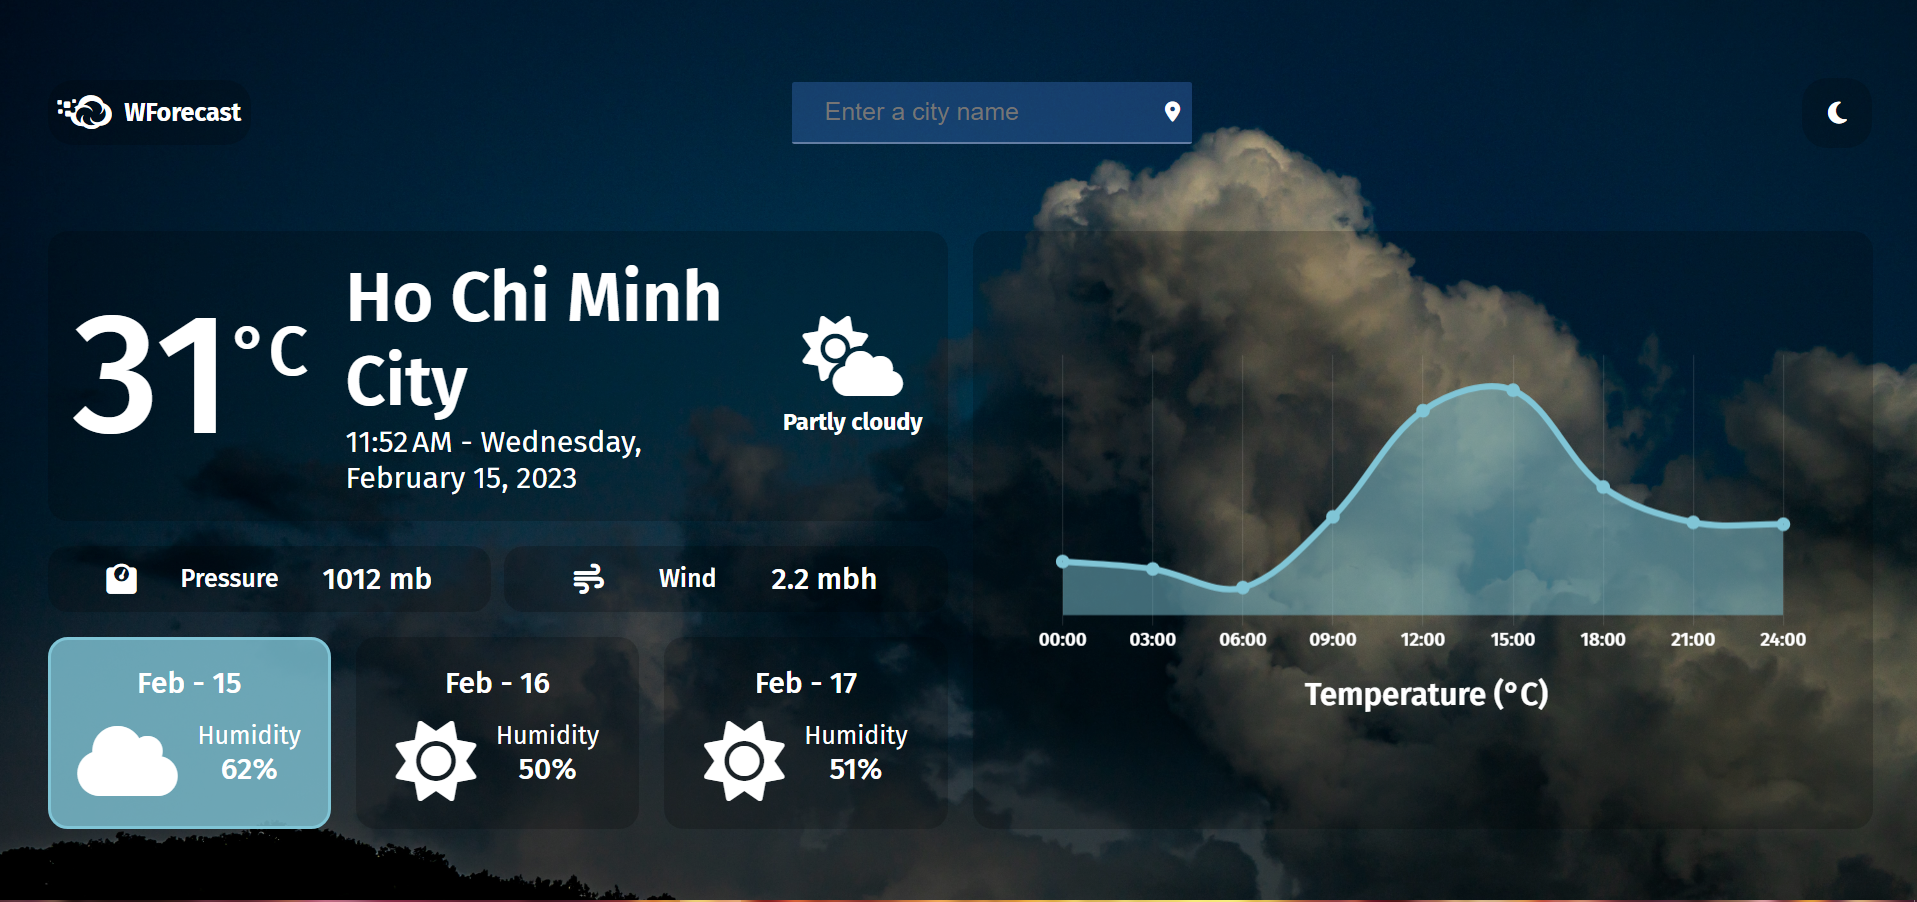 WForecast
Enter a city name
31°C
Ho Chi Minh
City
11:52 AM - Wednesday,
February 15, 2023
Partly cloudy
Pressure 1012 mb
Wind 2.2 mbh
Feb - 15
Humidity
62%
Feb - 16
Humidity
50%
Feb - 17
Humidity
51%
00:00 03:00 06:00 09:00 12:00 15:00 18:00 21:00 24:00
Temperature (°C)